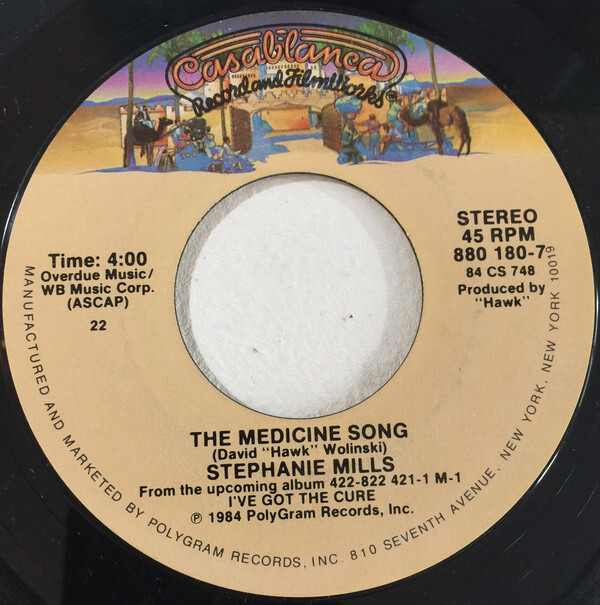 Casablanca
Record and FilmWorks
Time: 4:00
Overdue Music/
WB Music Corp.
(ASCAP)
22
STEREO
45 RPM
880 180-7
84 CS 748
Produced by
"Hawk"
THE MEDICINE SONG
(David "Hawk" Wolinski)
STEPHANIE MILLS
From the upcoming album 422-822 421-1 M-1
I'VE GOT THE CURE
℗ 1984 PolyGram Records, Inc.
MANUFACTURED AND MARKETED BY POLYGRAM RECORDS, INC. 810 SEVENTH AVENUE, NEW YORK, NEW YORK 10019